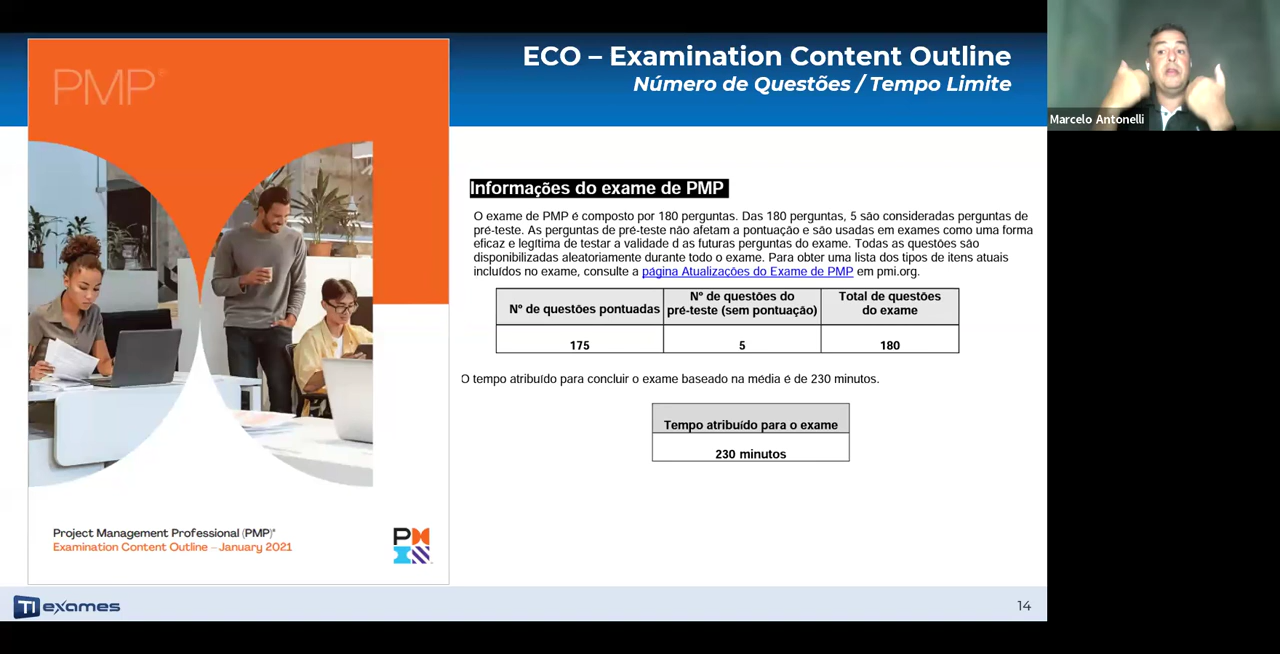 PMP®
ECO – Examination Content Outline
Número de Questões / Tempo Limite
Marcelo Antonelli
Informações do exame de PMP
O exame de PMP é composto por 180 perguntas. Das 180 perguntas, 5 são consideradas perguntas de
pré-teste. As perguntas de pré-teste não afetam a pontuação e são usadas em exames como uma forma
eficaz e legítima de testar a validade d as futuras perguntas do exame. Todas as questões são
disponibilizadas aleatoriamente durante todo o exame. Para obter uma lista dos tipos de itens atuais
incluídos no exame, consulte a página Atualizações do Exame de PMP em pmi.org.
Nº de questões pontuadas
Nº de questões do
pré-teste (sem pontuação)
Total de questões
do exame
175
5
180
O tempo atribuído para concluir o exame baseado na média é de 230 minutos.
Tempo atribuído para o exame
230 minutos
Project Management Professional (PMP)®
Examination Content Outline – January 2021
TI exames
14